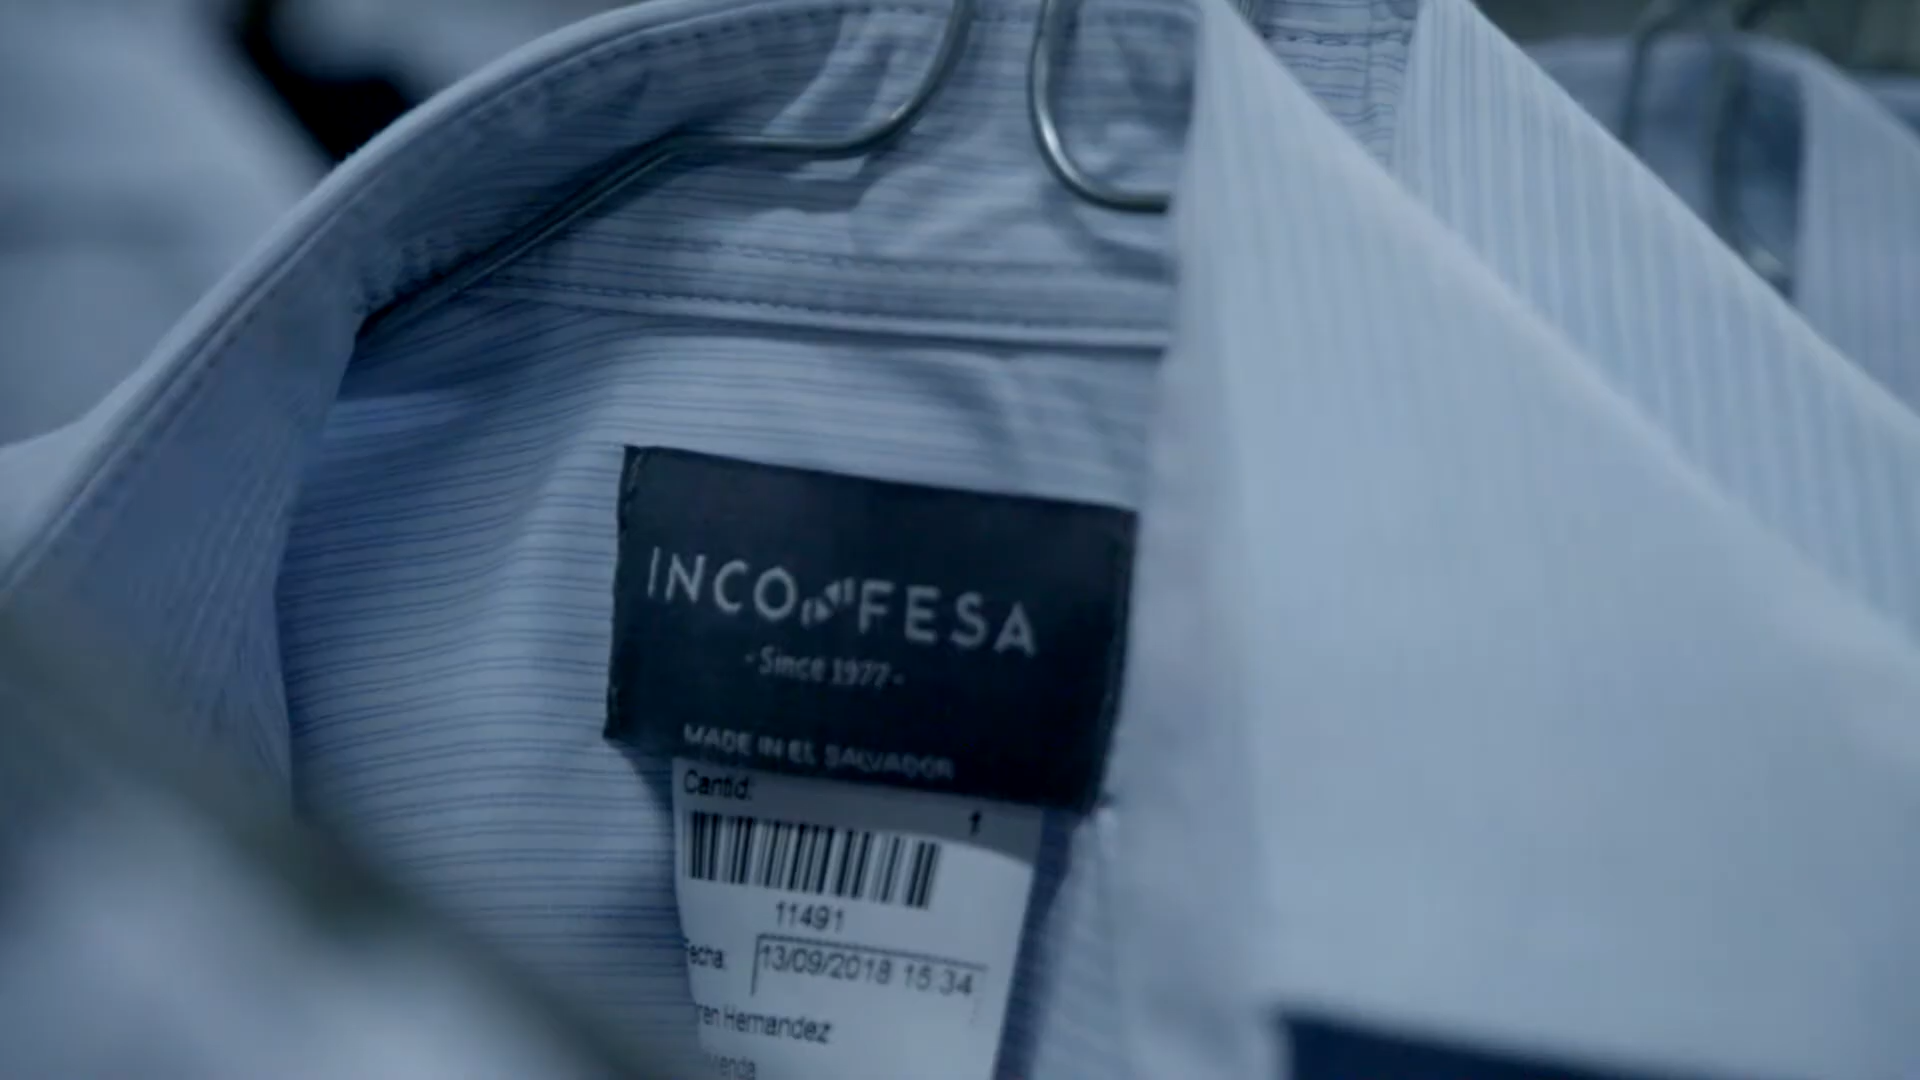 INCO FESA
- Since 1977 -
MADE IN EL SALVADOR
Cantid: 1
11491
Fecha: 13/09/2018 15:34
Hernandez